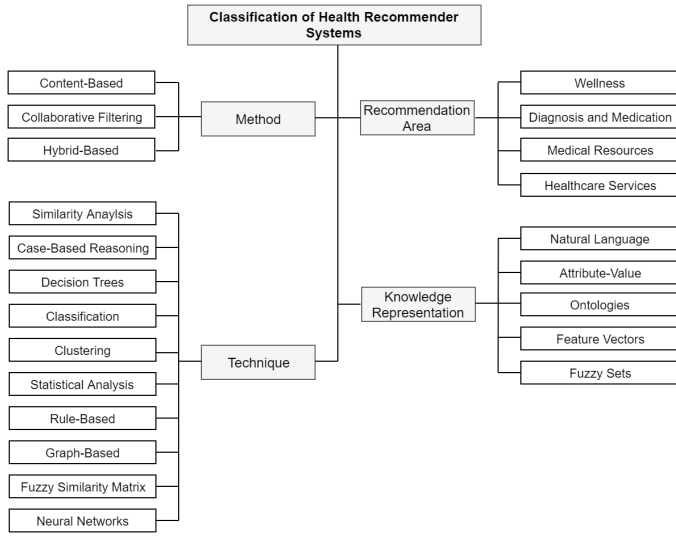 Classification of Health Recommender
Systems
Content-Based
Collaborative Filtering
Hybrid-Based
Method
Recommendation
Area
Wellness
Diagnosis and Medication
Medical Resources
Healthcare Services
Similarity Anaylsis
Case-Based Reasoning
Decision Trees
Classification
Clustering
Statistical Analysis
Rule-Based
Graph-Based
Fuzzy Similarity Matrix
Neural Networks
Technique
Knowledge
Representation
Natural Language
Attribute-Value
Ontologies
Feature Vectors
Fuzzy Sets